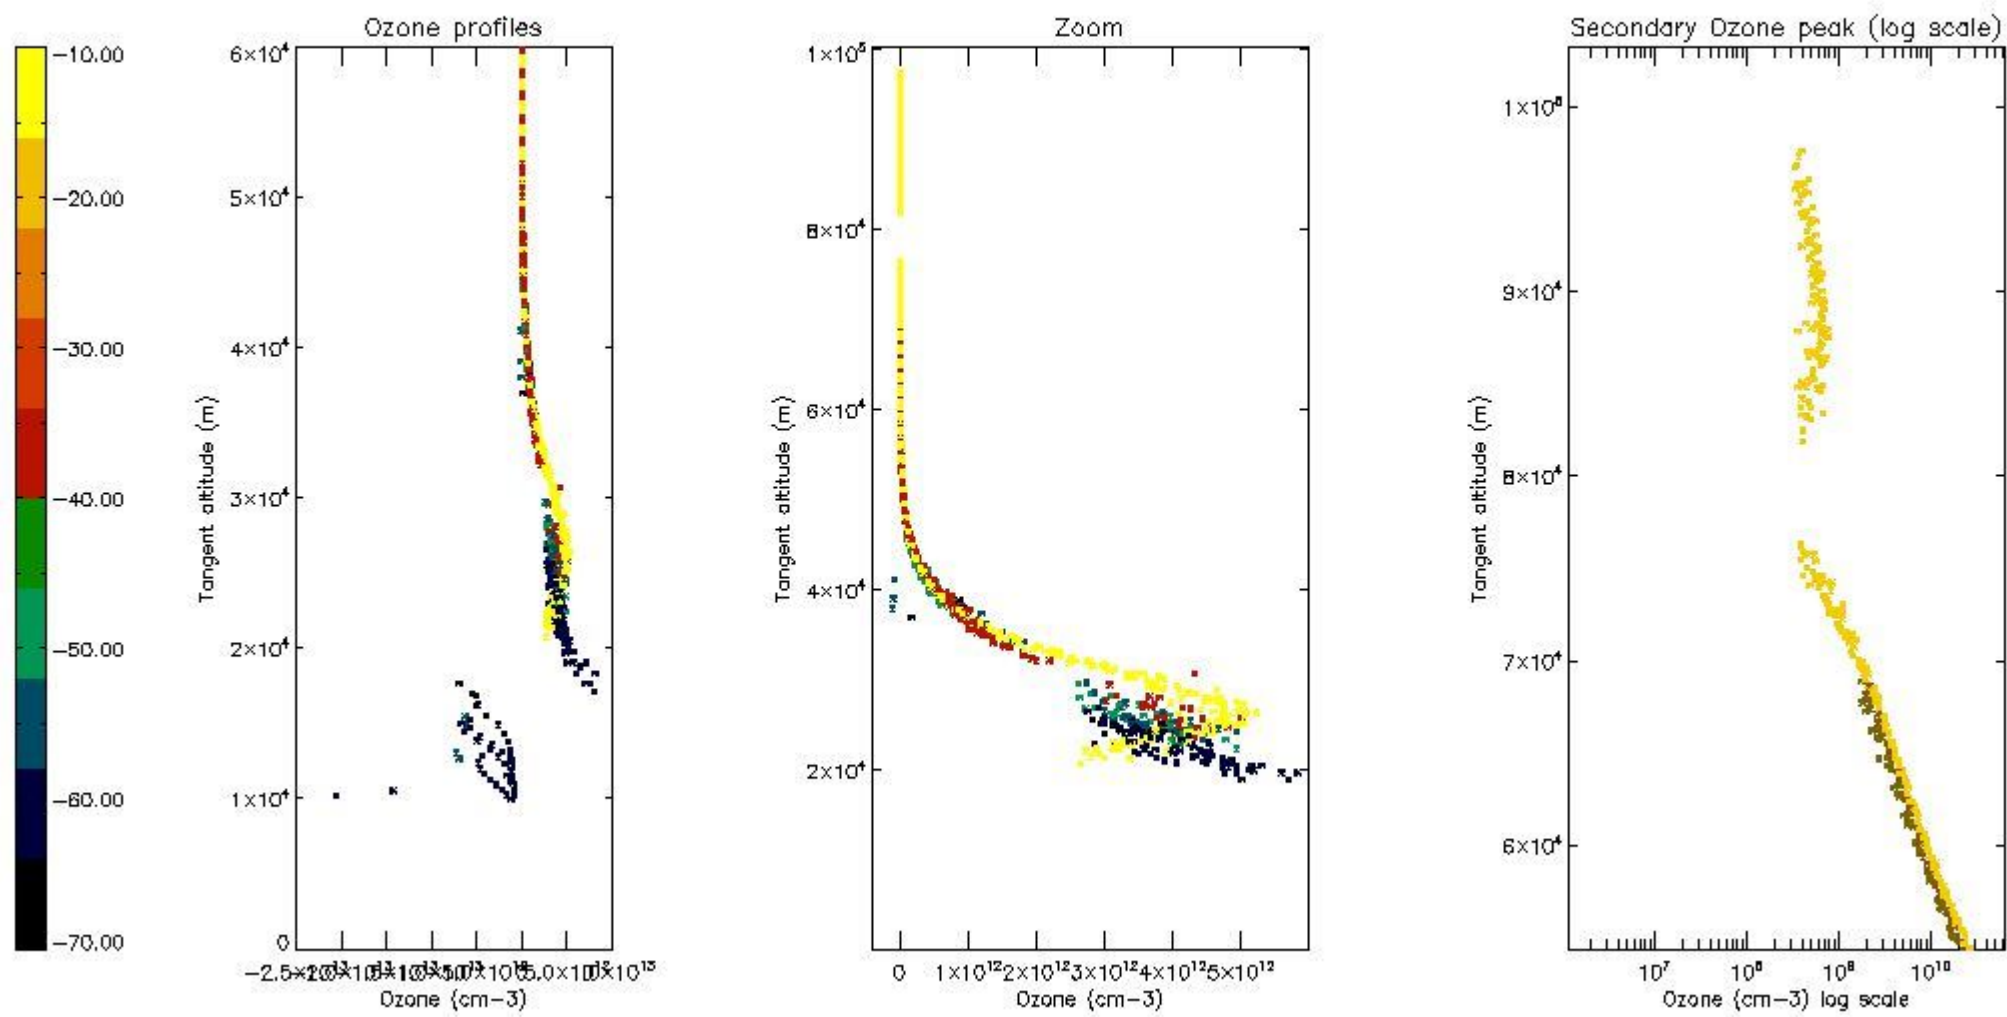 Ozone profiles
Zoom
Secondary Ozone peak (log scale)
-10.00
-20.00
-30.00
-40.00
-50.00
-60.00
-70.00
6×10⁴
5×10⁴
4×10⁴
3×10⁴
2×10⁴
1×10⁴
0
Tangent altitude (m)
Ozone (cm-3)
1×10⁵
8×10⁴
6×10⁴
4×10⁴
2×10⁴
Tangent altitude (m)
0 1×10¹² 2×10¹² 3×10¹² 4×10¹² 5×10¹²
Ozone (cm-3)
9×10⁴
8×10⁴
7×10⁴
6×10⁴
Tangent altitude (m)
10⁷ 10⁸ 10⁹ 10¹⁰
Ozone (cm-3) log scale